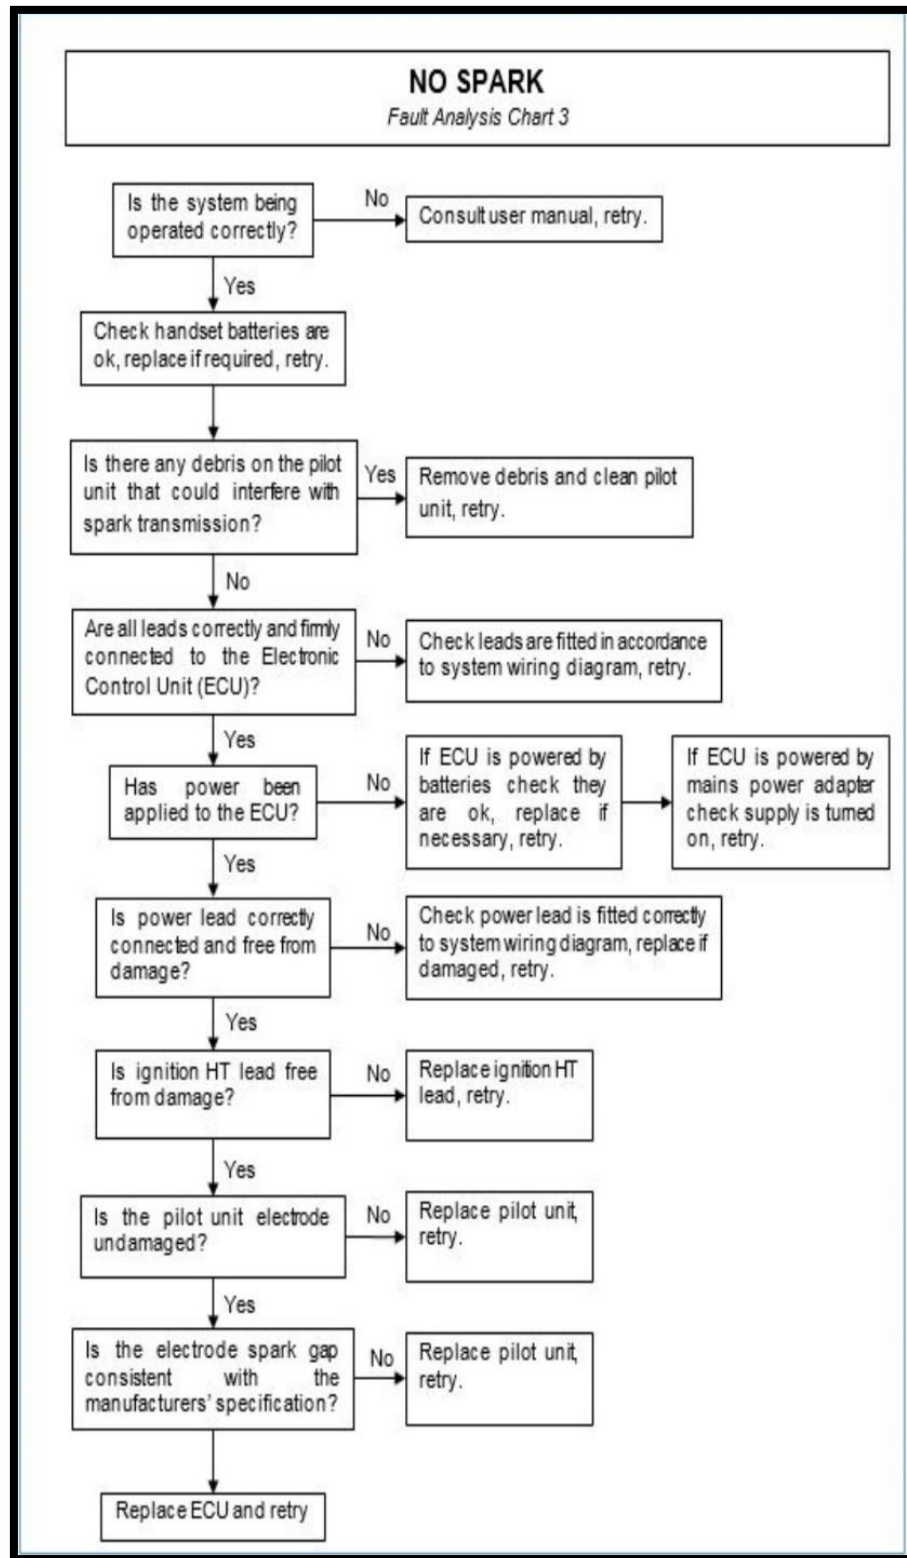 NO SPARK
Fault Analysis Chart 3
Is the system being
operated correctly?
No
Consult user manual, retry.
Yes
Check handset batteries are
ok, replace if required, retry.
Is there any debris on the pilot
unit that could interfere with
spark transmission?
Yes
Remove debris and clean pilot
unit, retry.
No
Are all leads correctly and firmly
connected to the Electronic
Control Unit (ECU)?
No
Check leads are fitted in accordance
to system wiring diagram, retry.
Yes
Has power been
applied to the ECU?
No
If ECU is powered by
batteries check they
are ok, replace if
necessary, retry.
If ECU is powered by
mains power adapter
check supply is turned
on, retry.
Yes
Is power lead correctly
connected and free from
damage?
No
Check power lead is fitted correctly
to system wiring diagram, replace if
damaged, retry.
Yes
Is ignition HT lead free
from damage?
No
Replace ignition HT
lead, retry.
Yes
Is the pilot unit electrode
undamaged?
No
Replace pilot unit,
retry.
Yes
Is the electrode spark gap
consistent with the
manufacturers' specification?
No
Replace pilot unit,
retry.
Replace ECU and retry